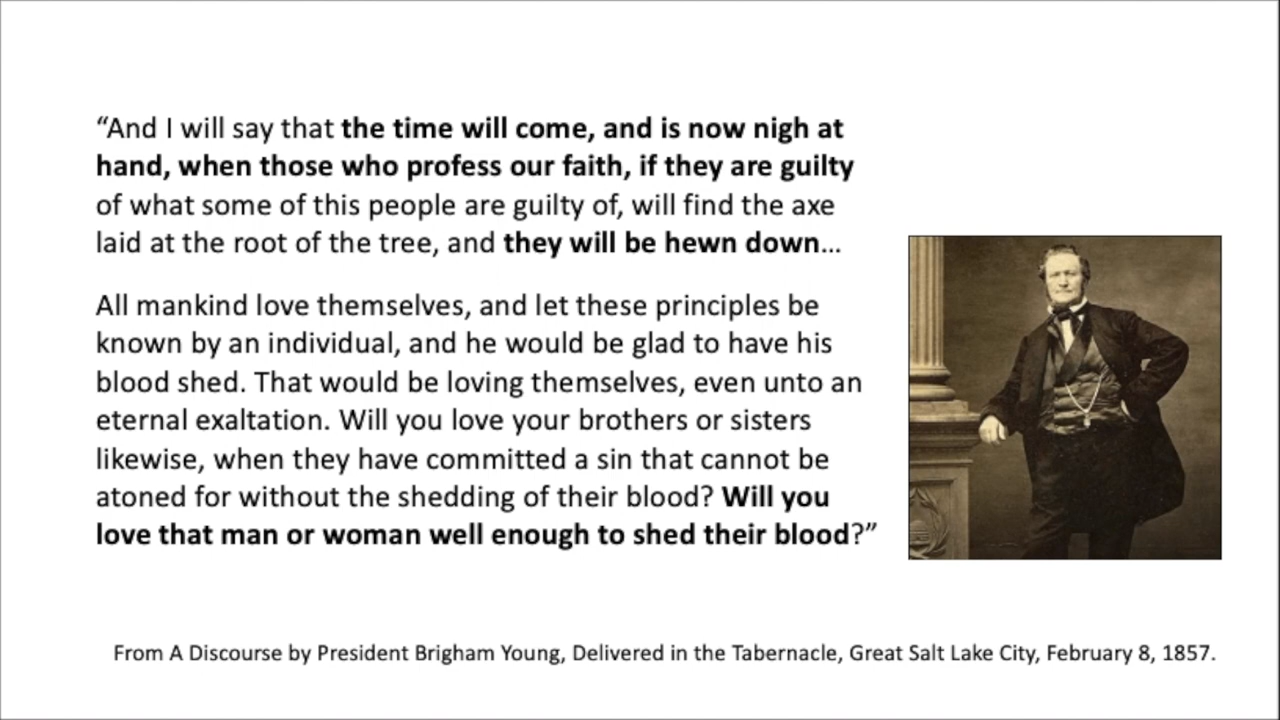 “And I will say that the time will come, and is now nigh at
hand, when those who profess our faith, if they are guilty
of what some of this people are guilty of, will find the axe
laid at the root of the tree, and they will be hewn down…
All mankind love themselves, and let these principles be
known by an individual, and he would be glad to have his
blood shed. That would be loving themselves, even unto an
eternal exaltation. Will you love your brothers or sisters
likewise, when they have committed a sin that cannot be
atoned for without the shedding of their blood? Will you
love that man or woman well enough to shed their blood?”
From A Discourse by President Brigham Young, Delivered in the Tabernacle, Great Salt Lake City, February 8, 1857.